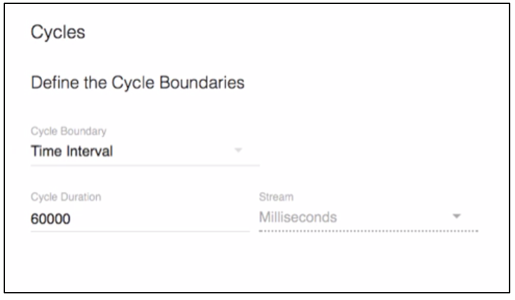 Cycles
Define the Cycle Boundaries
Cycle Boundary
Time Interval
Cycle Duration
Stream
60000
Milliseconds